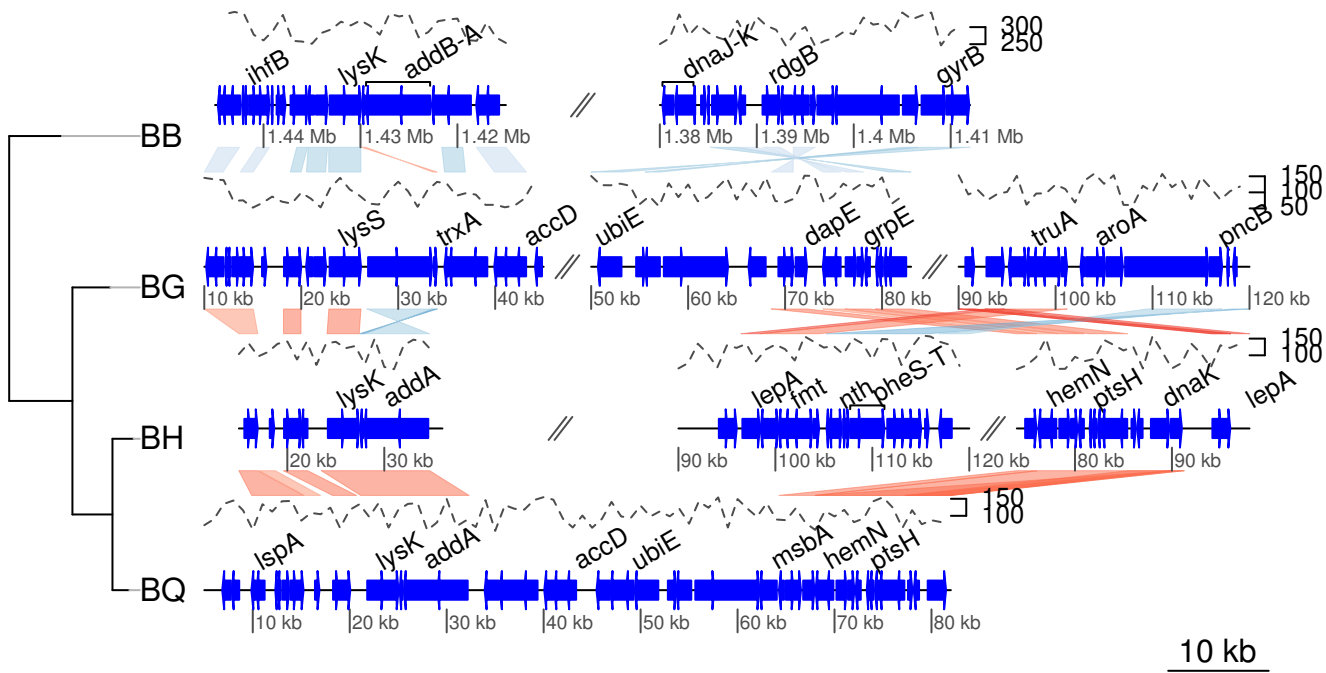 300
250
ihfB lysK addB-A dnaJ-K rdgB gyrB
BB
1.44 Mb 1.43 Mb 1.42 Mb 1.38 Mb 1.39 Mb 1.4 Mb 1.41 Mb
150
100
50
lysS trxA accD ubiE dapE grpE truA aroA pncB
BG
10 kb 20 kb 30 kb 40 kb 50 kb 60 kb 70 kb 80 kb 90 kb 100 kb 110 kb 120 kb
150
100
lysK addA lepA fmt nth pheS-T hemN ptsH dnaK lepA
BH
20 kb 30 kb 90 kb 100 kb 110 kb 120 kb 80 kb 90 kb
150
100
lspA lysK addA accD ubiE msbA hemN ptsH
BQ
10 kb 20 kb 30 kb 40 kb 50 kb 60 kb 70 kb 80 kb
10 kb